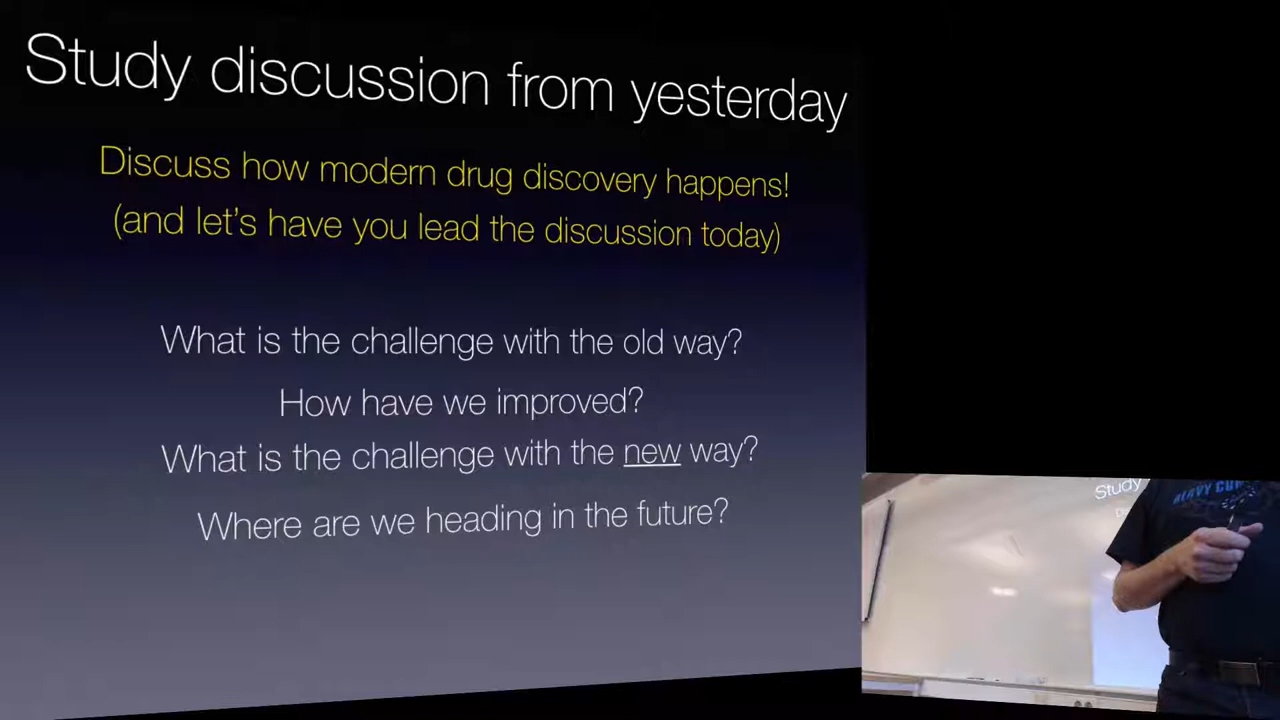 Study discussion from yesterday
Discuss how modern drug discovery happens!
(and let's have you lead the discussion today)
What is the challenge with the old way?
How have we improved?
What is the challenge with the new way?
Where are we heading in the future?
Study
HEAVY